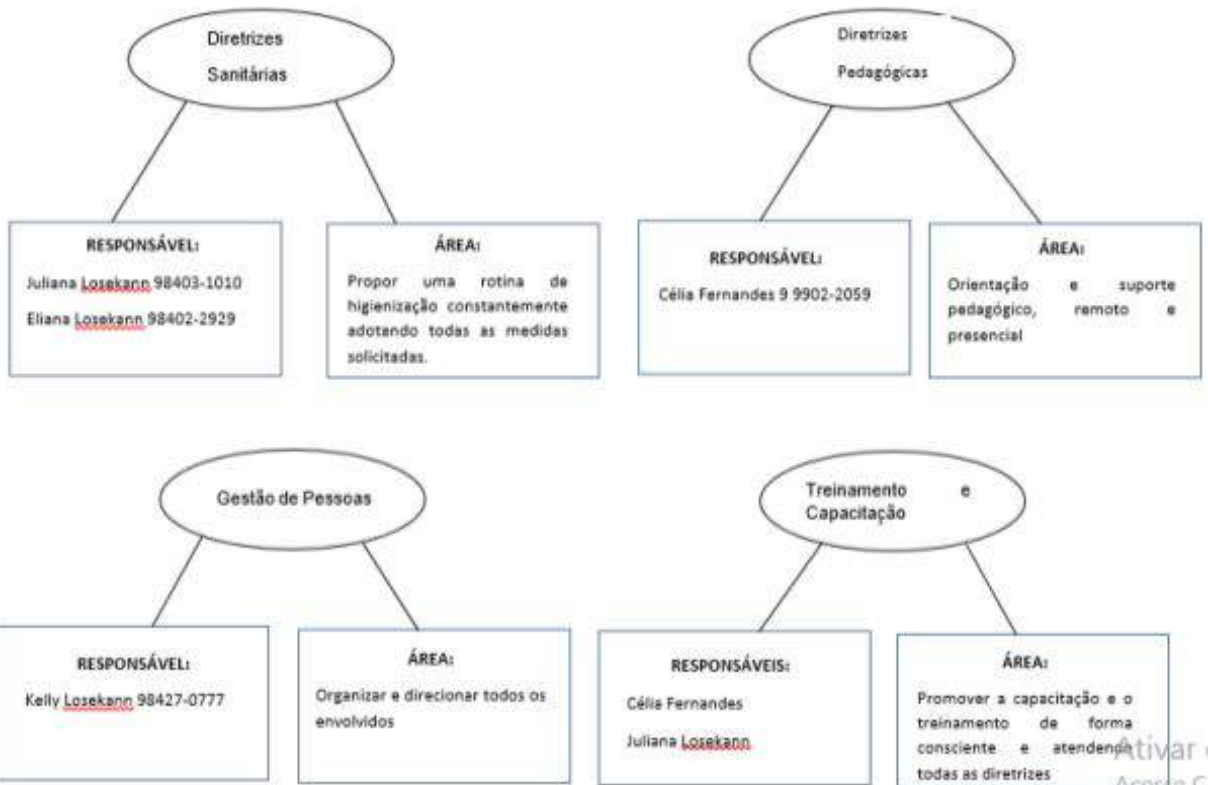 Diretrizes
Sanitárias
RESPONSÁVEL:
Juliana Losekann 98403-1010
Eliana Losekann 98402-2929
ÁREA:
Propor uma rotina de
higienização constantemente
adotando todas as medidas
solicitadas.
Diretrizes
Pedagógicas
RESPONSÁVEL:
Célia Fernandes 9 9902-2059
ÁREA:
Orientação e suporte
pedagógico, remoto e
presencial
Gestão de Pessoas
RESPONSÁVEL:
Kelly Losekann 98427-0777
ÁREA:
Organizar e direcionar todos os
envolvidos
Treinamento e
Capacitação
RESPONSÁVEIS:
Célia Fernandes
Juliana Losekann
ÁREA:
Promover a capacitação e o
treinamento de forma
consciente e atendendo
todas as diretrizes
Ativar